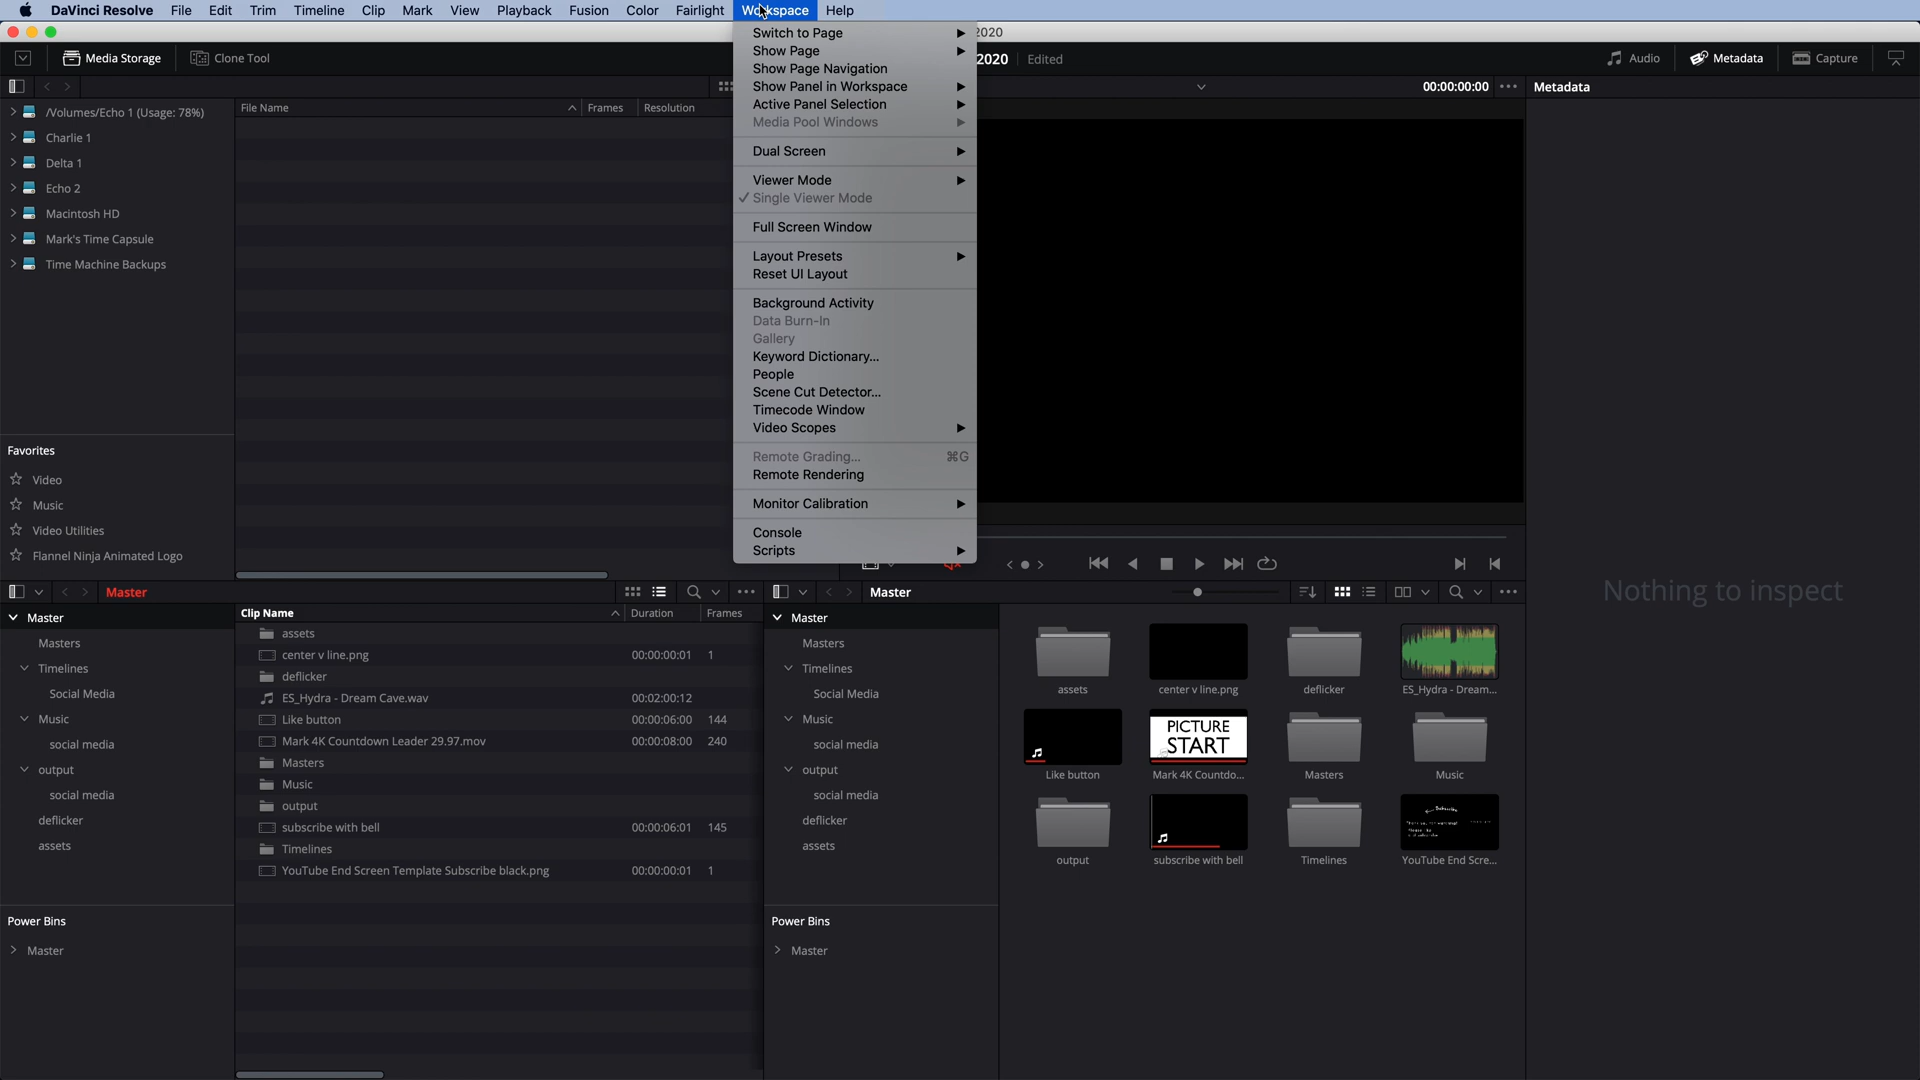 DaVinci Resolve File Edit Trim Timeline Clip Mark View Playback Fusion Color Fairlight Workspace Help
2020
Media Storage Clone Tool
2020 Edited
Audio Metadata Capture
00:00:00:00
Metadata
/Volumes/Echo 1 (Usage: 78%)
Charlie 1
Delta 1
Echo 2
Macintosh HD
Mark's Time Capsule
Time Machine Backups
File Name Frames Resolution
Switch to Page
Show Page
Show Page Navigation
Show Panel in Workspace
Active Panel Selection
Media Pool Windows
Dual Screen
Viewer Mode
Single Viewer Mode
Full Screen Window
Layout Presets
Reset UI Layout
Background Activity
Data Burn-In
Gallery
Keyword Dictionary...
People
Scene Cut Detector...
Timecode Window
Video Scopes
Remote Grading... ⌘G
Remote Rendering
Monitor Calibration
Console
Scripts
Favorites
Video
Music
Video Utilities
Flannel Ninja Animated Logo
Nothing to inspect
Master
Master
Masters
Timelines
Social Media
Music
social media
output
social media
deflicker
assets
Power Bins
Master
Clip Name Duration Frames
assets
center v line.png 00:00:00:01 1
deflicker
ES_Hydra - Dream Cave.wav 00:02:00:12
Like button 00:00:06:00 144
Mark 4K Countdown Leader 29.97.mov 00:00:08:00 240
Masters
Music
output
subscribe with bell 00:00:06:01 145
Timelines
YouTube End Screen Template Subscribe black.png 00:00:00:01 1
Master
Master
Masters
Timelines
Social Media
Music
social media
output
social media
deflicker
assets
Power Bins
Master
assets
center v line.png
deflicker
ES_Hydra - Dream...
PICTURE
START
Like button
Mark 4K Countdo...
Masters
Music
Subscribe
output
subscribe with bell
Timelines
YouTube End Scre...